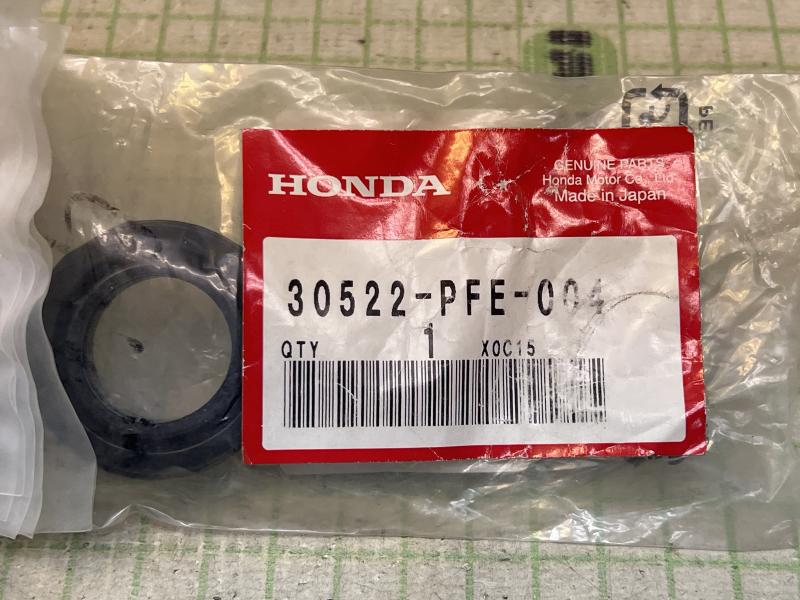 HONDA
GENUINE PARTS
Honda Motor Co., Ltd
Made in Japan
30522-PFE-004
QTY 1 X0C15